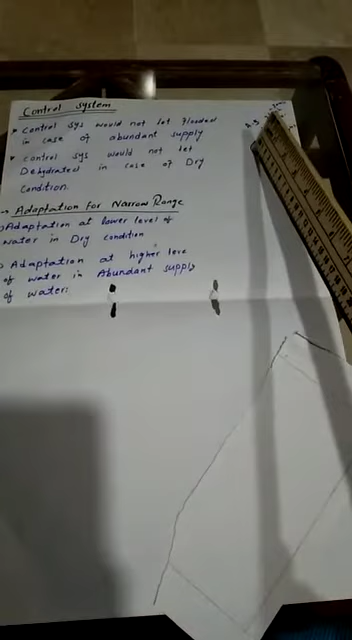 Control system
Control sys would not let flooded
in case of abundant supply
control sys would not let
Dehydrated in case of Dry
Condition.
Adaptation for Narrow Range
Adaptation at lower level of
water in Dry condition
Adaptation at higher leve
of water in Abundant supply
of water: